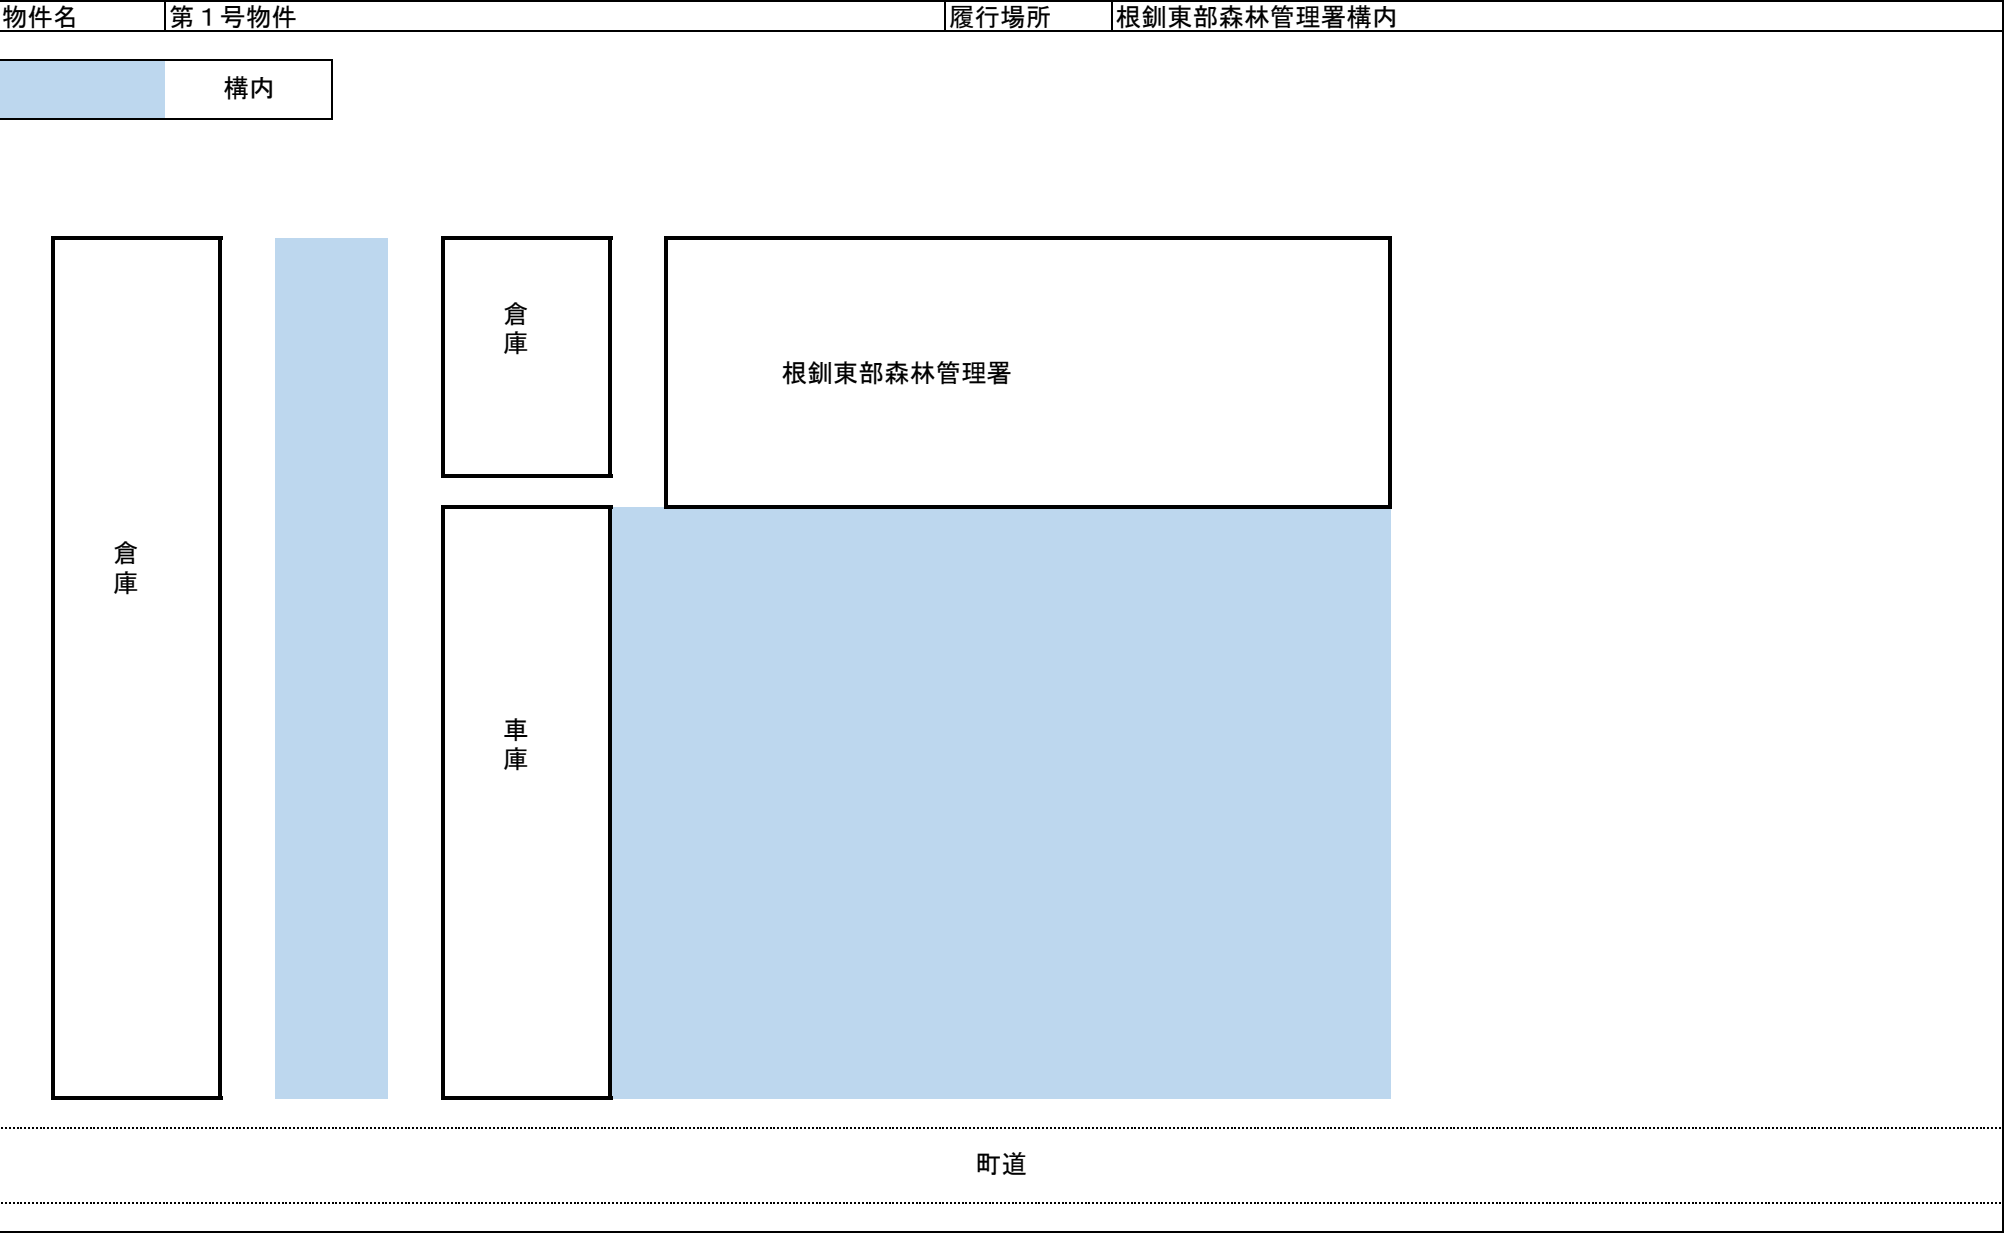 物件名 第１号物件 履行場所 根釧東部森林管理署構内
構内
倉庫
根釧東部森林管理署
倉庫
車庫
町道